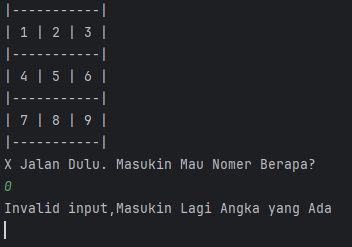 |-----------|
| 1 | 2 | 3 |
|-----------|
| 4 | 5 | 6 |
|-----------|
| 7 | 8 | 9 |
|-----------|
X Jalan Dulu. Masukin Mau Nomer Berapa?
0
Invalid input,Masukin Lagi Angka yang Ada